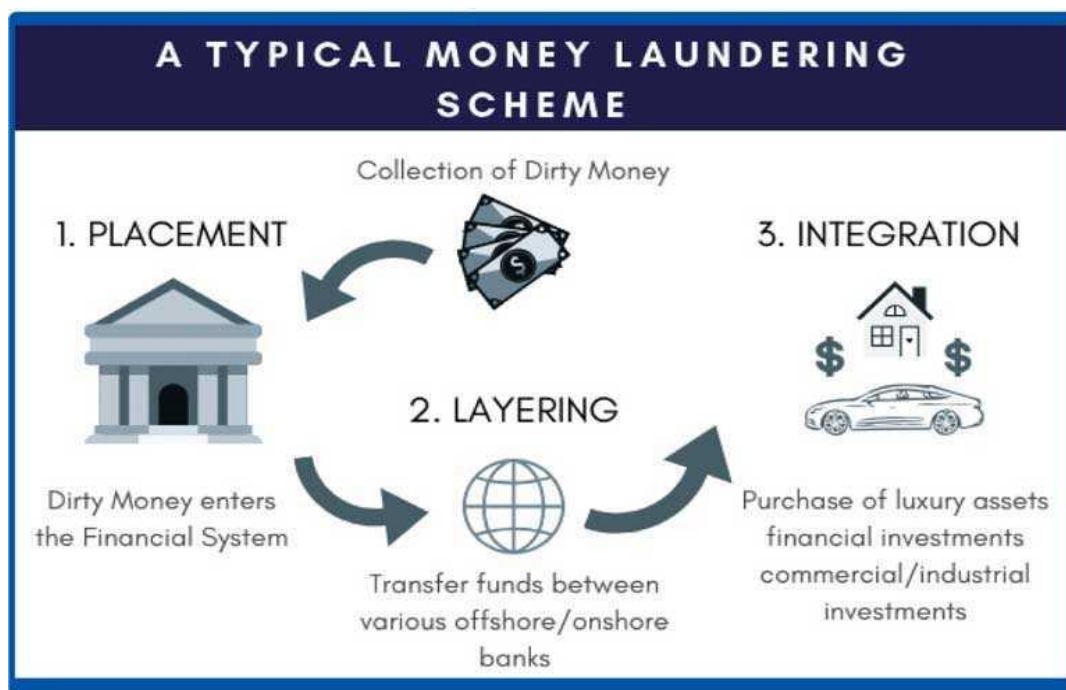 A TYPICAL MONEY LAUNDERING
SCHEME
Collection of Dirty Money
1. PLACEMENT
Dirty Money enters
the Financial System
2. LAYERING
Transfer funds between
various offshore/onshore
banks
3. INTEGRATION
$ $
Purchase of luxury assets
financial investments
commercial/industrial
investments